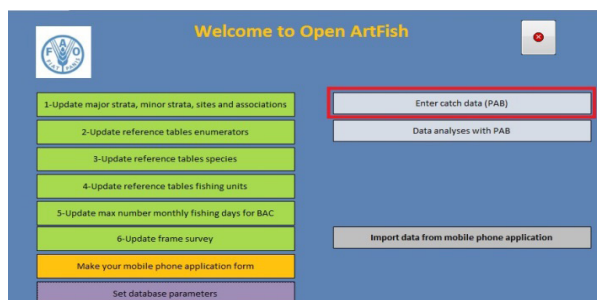 Welcome to Open ArtFish
FAO
FIAT PANIS
1-Update major strata, minor strata, sites and associations
2-Update reference tables enumerators
3-Update reference tables species
4-Update reference tables fishing units
5-Update max number monthly fishing days for BAC
6-Update frame survey
Make your mobile phone application form
Set database parameters
Enter catch data (PAB)
Data analyses with PAB
Import data from mobile phone application